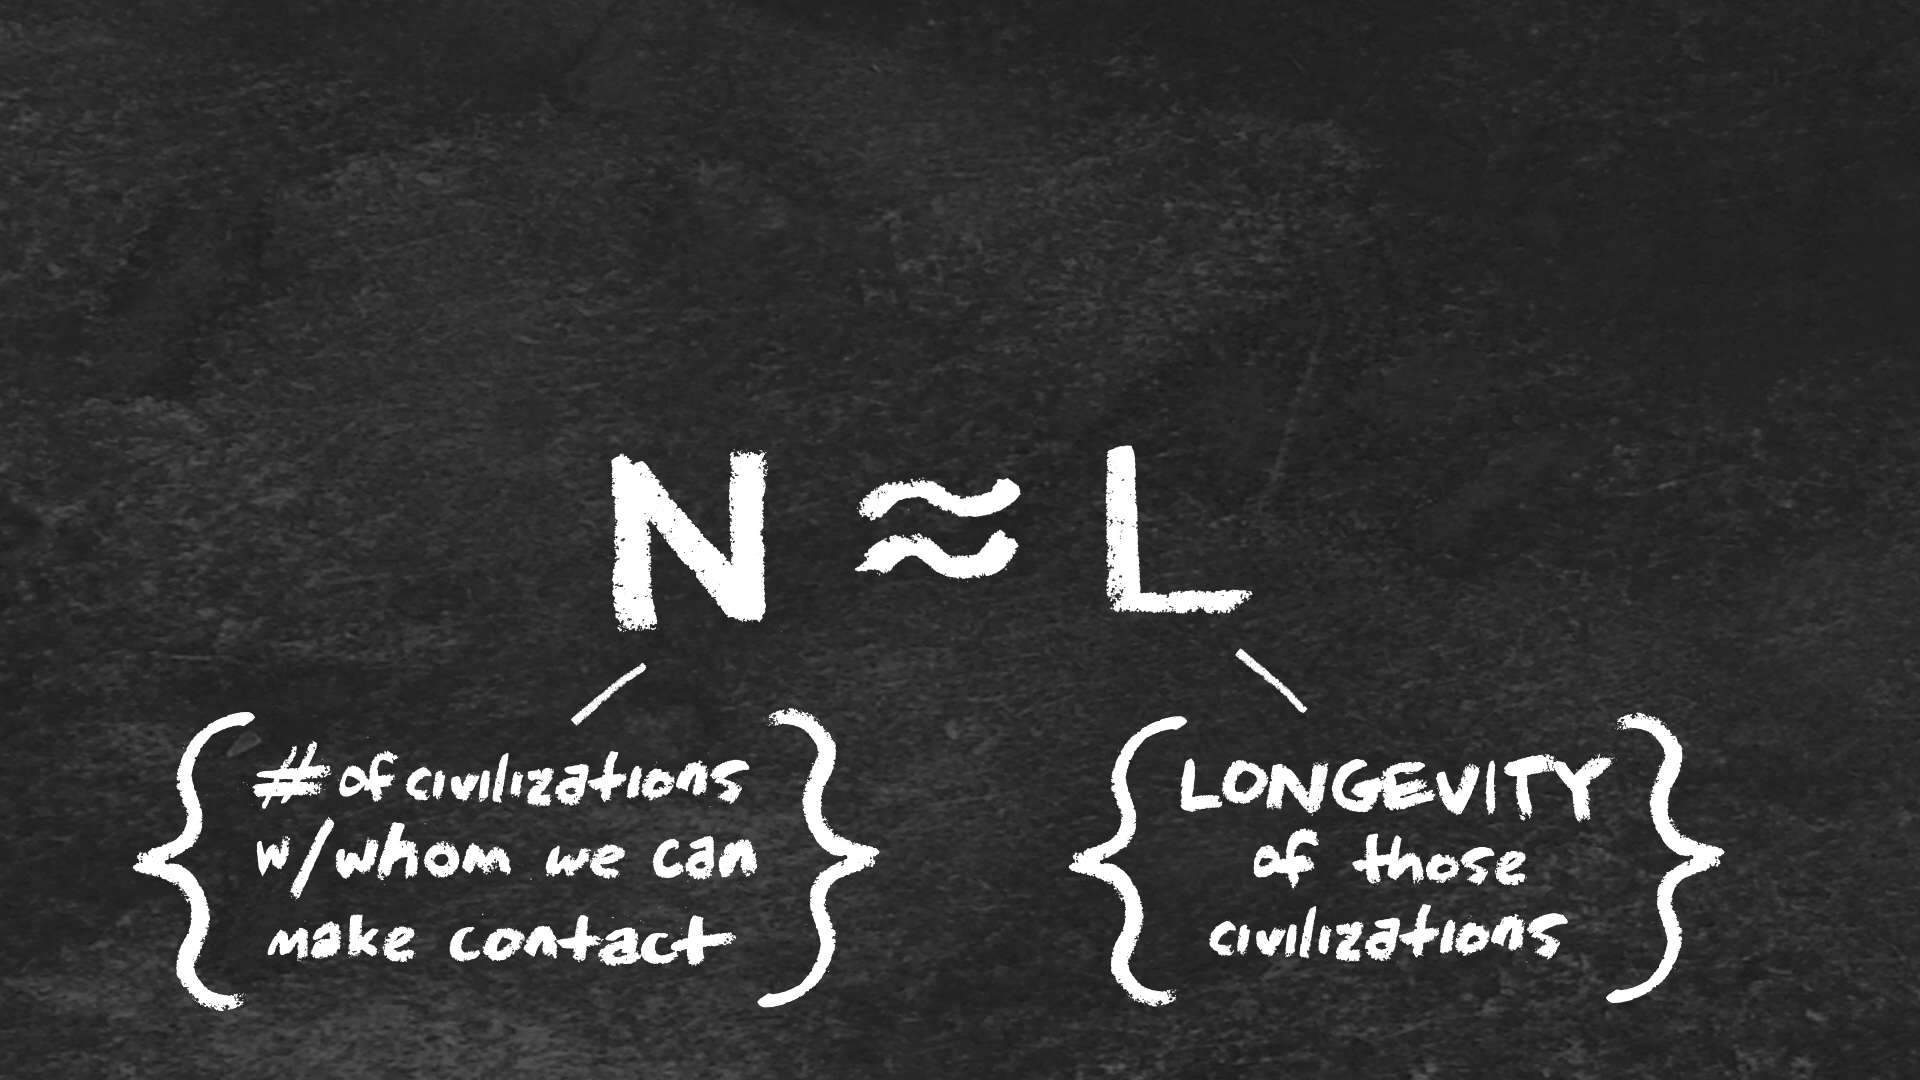 N ≈ L
# of civilizations
w/whom we can
make contact
LONGEVITY
of those
civilizations